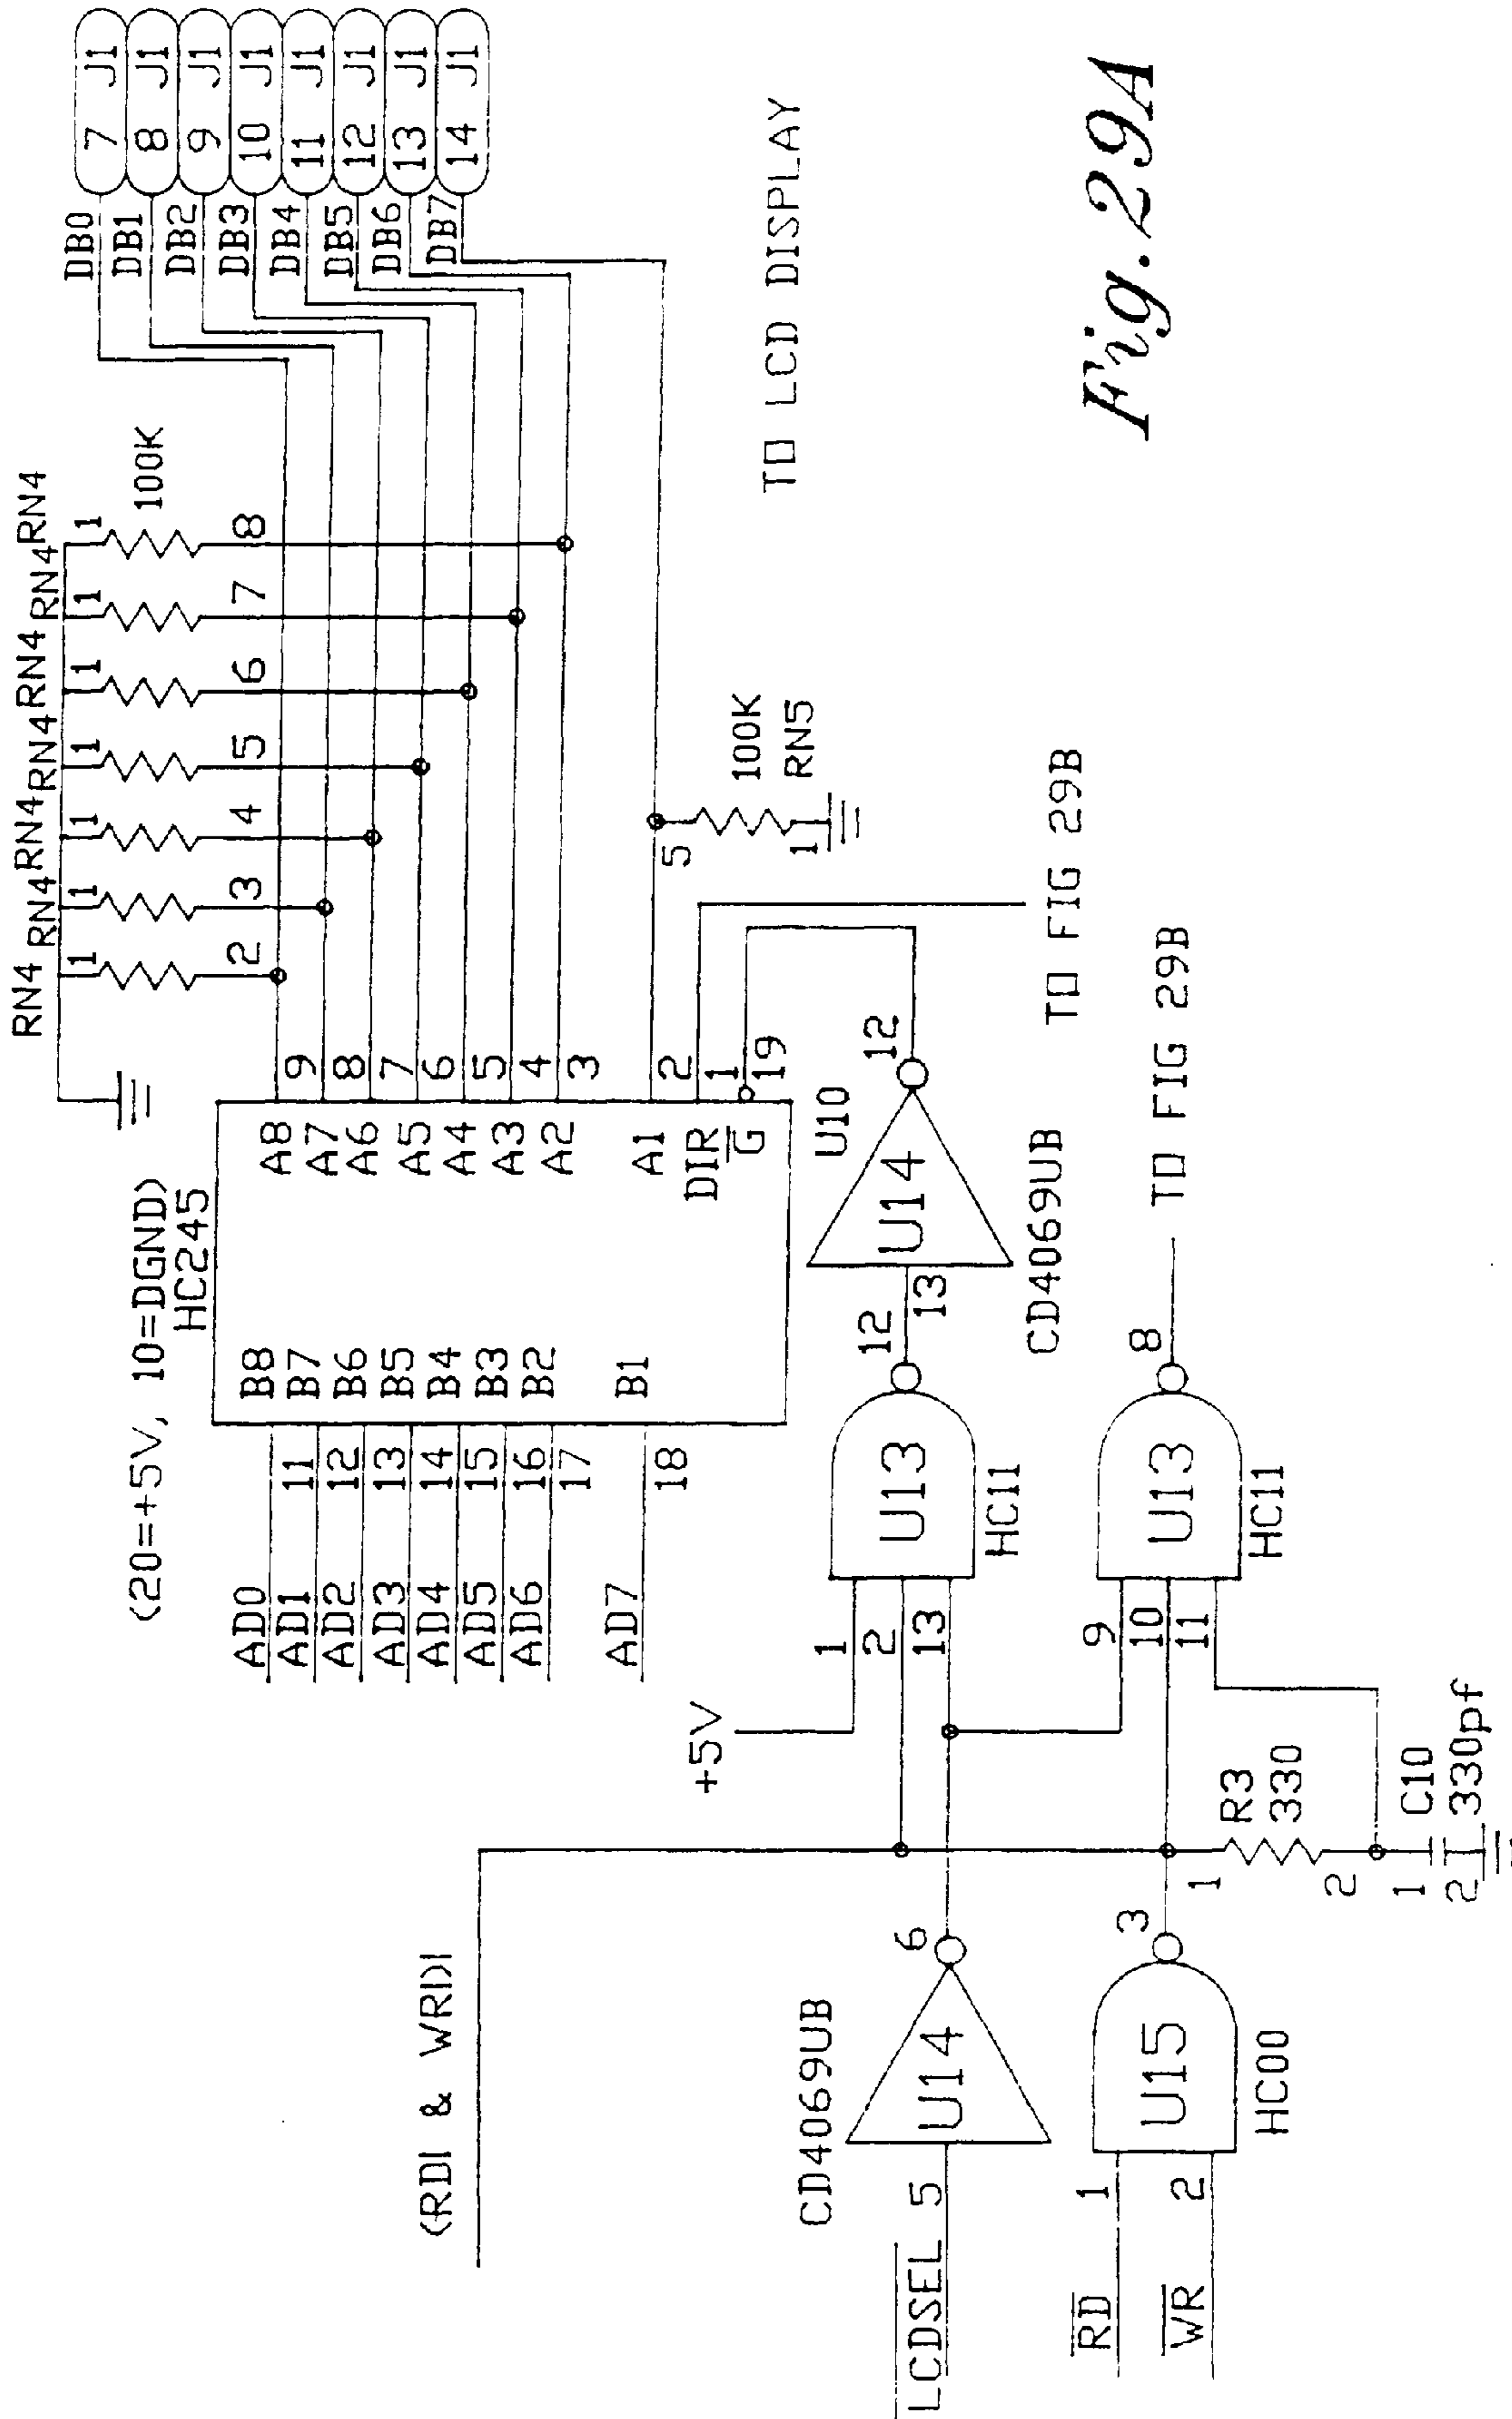 (20=+5V, 10=DGND)
HC245
RN4 RN4 RN4 RN4 RN4 RN4 RN4
1 1 1 1 1 1 1
100K
2 3 4 5 6 7 8
DB0 7 J1
DB1 8 J1
DB2 9 J1
DB3 10 J1
DB4 11 J1
DB5 12 J1
DB6 13 J1
DB7 14 J1
AD0 B8 A8
AD1 11 B7 A7 9
AD2 12 B6 A6 8
AD3 13 B5 A5 7
AD4 14 B4 A4 6
AD5 15 B3 A3 5
AD6 16 B2 A2 4
17 3
AD7 B1 A1
18 2
DIR 1
G 19
U10
5
1
100K
RN5
TO LCD DISPLAY
(RD! & WR!)!
+5V
1
2
13
U13
12
HC11
13
U14
12
CD4069UB
TO FIG 29B
CD4069UB
LCDSEL 5
U14
6
9
10
11
U13
8
HC11
TO FIG 29B
RD 1
WR 2
U15
3
HC00
1
R3
330
2
1
C10
2
330pf
Fig. 29A